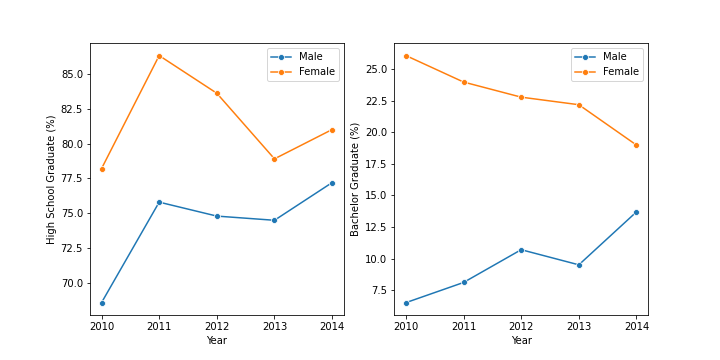 High School Graduate (%)
85.0
82.5
80.0
77.5
75.0
72.5
70.0
2010 2011 2012 2013 2014
Year
Male
Female
Bachelor Graduate (%)
25.0
22.5
20.0
17.5
15.0
12.5
10.0
7.5
2010 2011 2012 2013 2014
Year
Male
Female